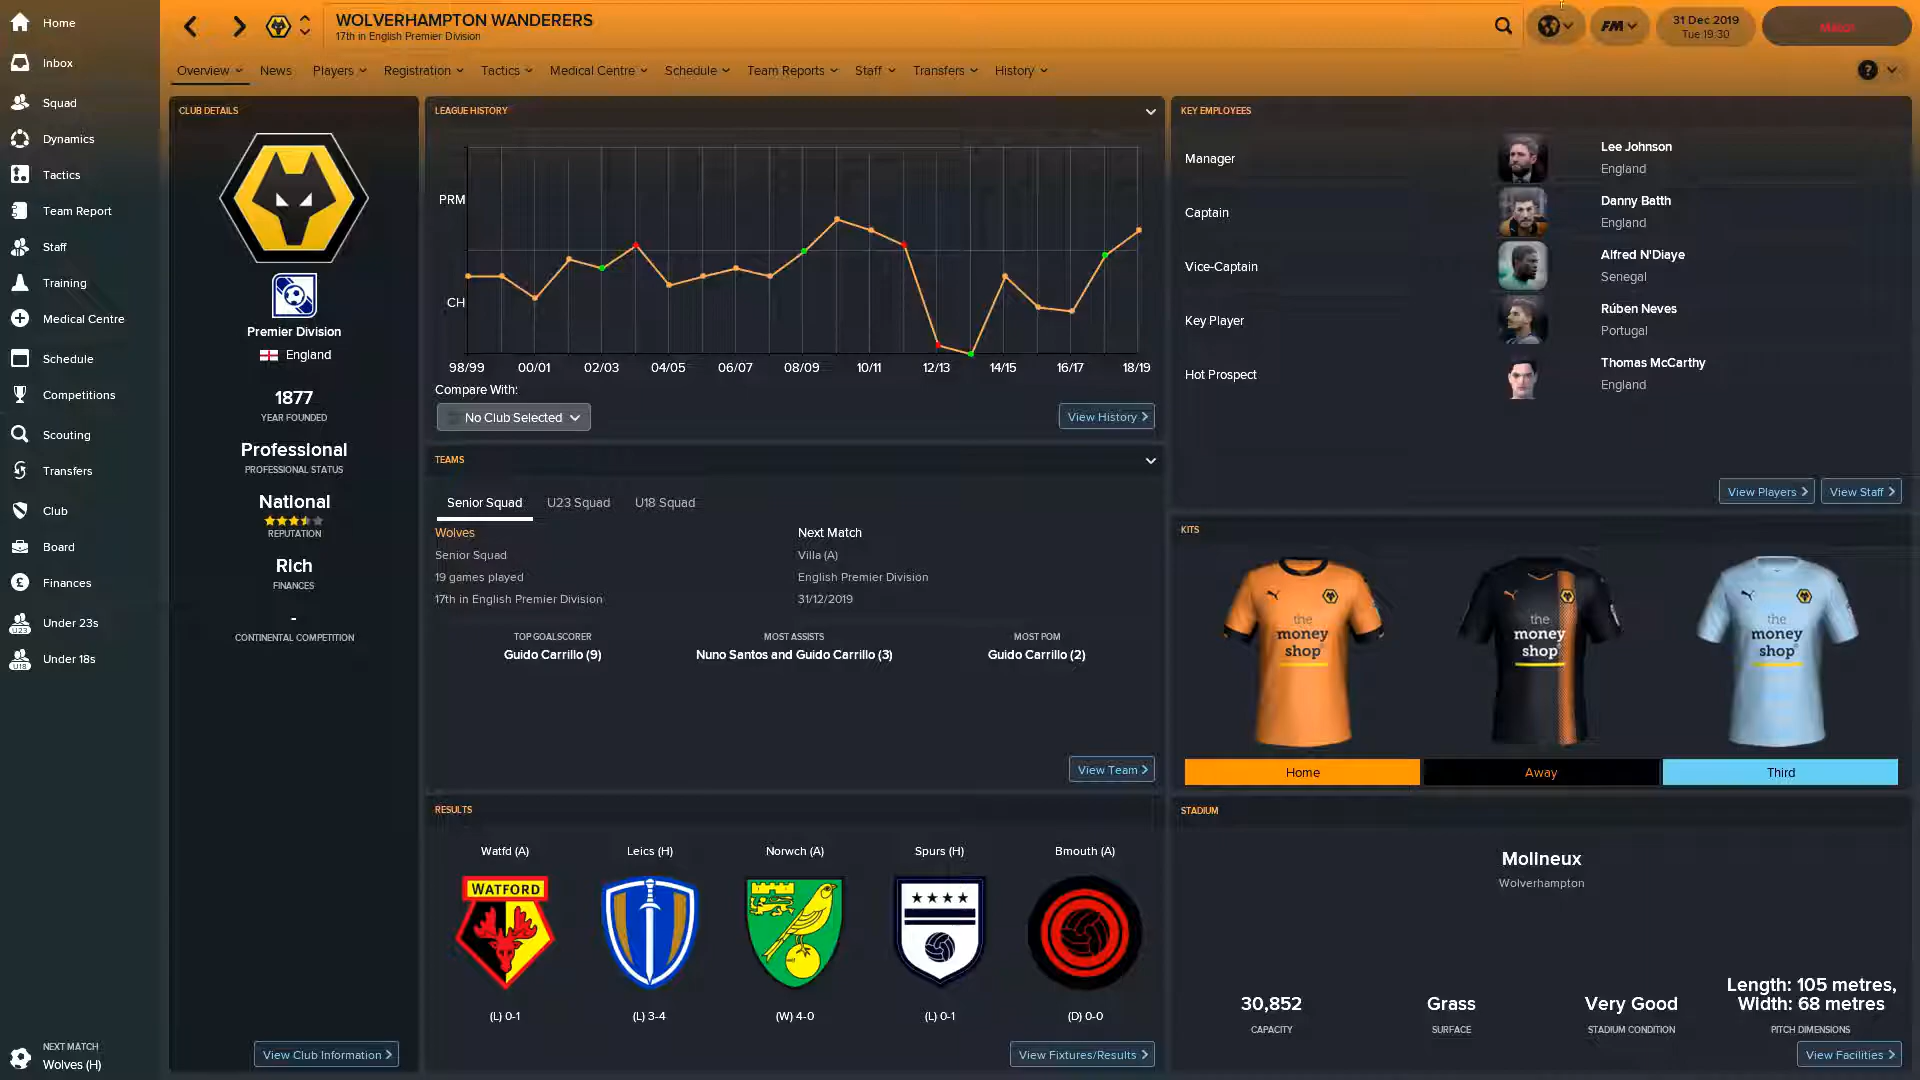 Home
Inbox
Squad
Dynamics
Tactics
Team Report
Staff
Training
Medical Centre
Schedule
Competitions
Scouting
Transfers
Club
Board
Finances
U23
Under 23s
U18
Under 18s
NEXT MATCH
Wolves (H)
WOLVERHAMPTON WANDERERS
17th in English Premier Division
FM
31 Dec 2019
Tue 19:30
Match
Overview
News
Players
Registration
Tactics
Medical Centre
Schedule
Team Reports
Staff
Transfers
History
?
CLUB DETAILS
Premier Division
England
1877
YEAR FOUNDED
Professional
PROFESSIONAL STATUS
National
REPUTATION
Rich
FINANCES
-
CONTINENTAL COMPETITION
View Club Information
LEAGUE HISTORY
PRM
CH
98/99 00/01 02/03 04/05 06/07 08/09 10/11 12/13 14/15 16/17 18/19
Compare With:
No Club Selected
View History
TEAMS
Senior Squad U23 Squad U18 Squad
Wolves
Senior Squad
19 games played
17th in English Premier Division
Next Match
Villa (A)
English Premier Division
31/12/2019
TOP GOALSCORER
Guido Carrillo (9)
MOST ASSISTS
Nuno Santos and Guido Carrillo (3)
MOST POM
Guido Carrillo (2)
View Team
RESULTS
Watfd (A)
WATFORD
(L) 0-1
Leics (H)
(L) 3-4
Norwch (A)
(W) 4-0
Spurs (H)
(L) 0-1
Bmouth (A)
(D) 0-0
View Fixtures/Results
KEY EMPLOYEES
Manager
Lee Johnson
England
Captain
Danny Batth
England
Vice-Captain
Alfred N'Diaye
Senegal
Key Player
Rúben Neves
Portugal
Hot Prospect
Thomas McCarthy
England
View Players
View Staff
KITS
the
money
shop
Home
the
money
shop
Away
the
money
shop
Third
STADIUM
Molineux
Wolverhampton
30,852
CAPACITY
Grass
SURFACE
Very Good
STADIUM CONDITION
Length: 105 metres,
Width: 68 metres
PITCH DIMENSIONS
View Facilities